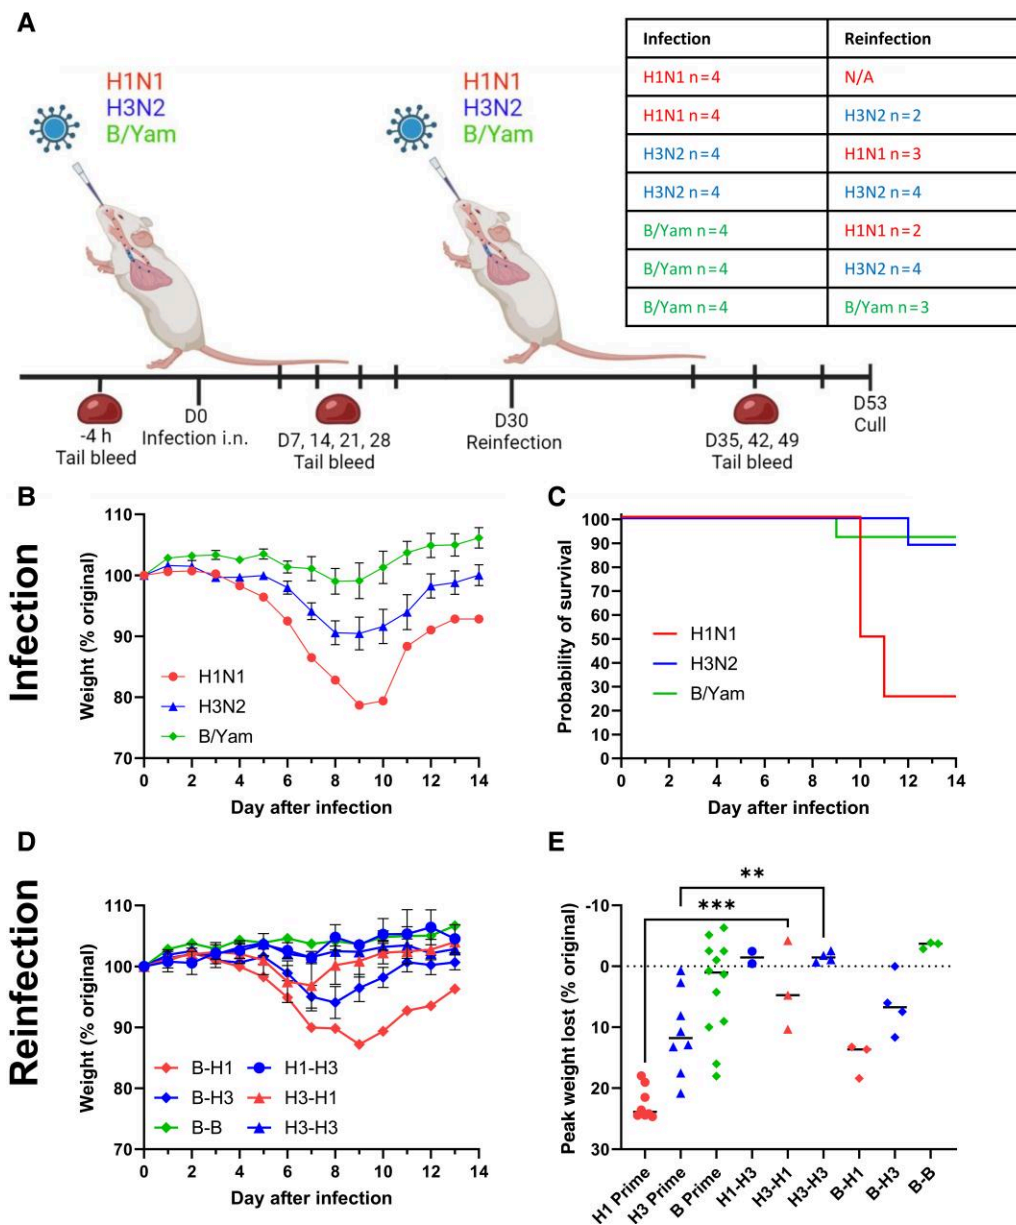 A
H1N1
H3N2
B/Yam
H1N1
H3N2
B/Yam
Infection Reinfection
H1N1 n=4 N/A
H1N1 n=4 H3N2 n=2
H3N2 n=4 H1N1 n=3
H3N2 n=4 H3N2 n=4
B/Yam n=4 H1N1 n=2
B/Yam n=4 H3N2 n=4
B/Yam n=4 B/Yam n=3
-4 h
Tail bleed
D0
Infection i.n.
D7, 14, 21, 28
Tail bleed
D30
Reinfection
D35, 42, 49
Tail bleed
D53
Cull
Infection
B
Weight (% original)
110
100
90
80
70
H1N1
H3N2
B/Yam
0 2 4 6 8 10 12 14
Day after infection
C
Probability of survival
100
90
80
70
60
50
40
30
20
10
0
H1N1
H3N2
B/Yam
0 2 4 6 8 10 12 14
Day after infection
Reinfection
D
Weight (% original)
110
100
90
80
70
B-H1 H1-H3
B-H3 H3-H1
B-B H3-H3
0 2 4 6 8 10 12 14
Day after infection
E
Peak weight lost (% original)
-10
0
10
20
30
**
***
H1 Prime
H3 Prime
B Prime
H1-H3
H3-H1
H3-H3
B-H1
B-H3
B-B